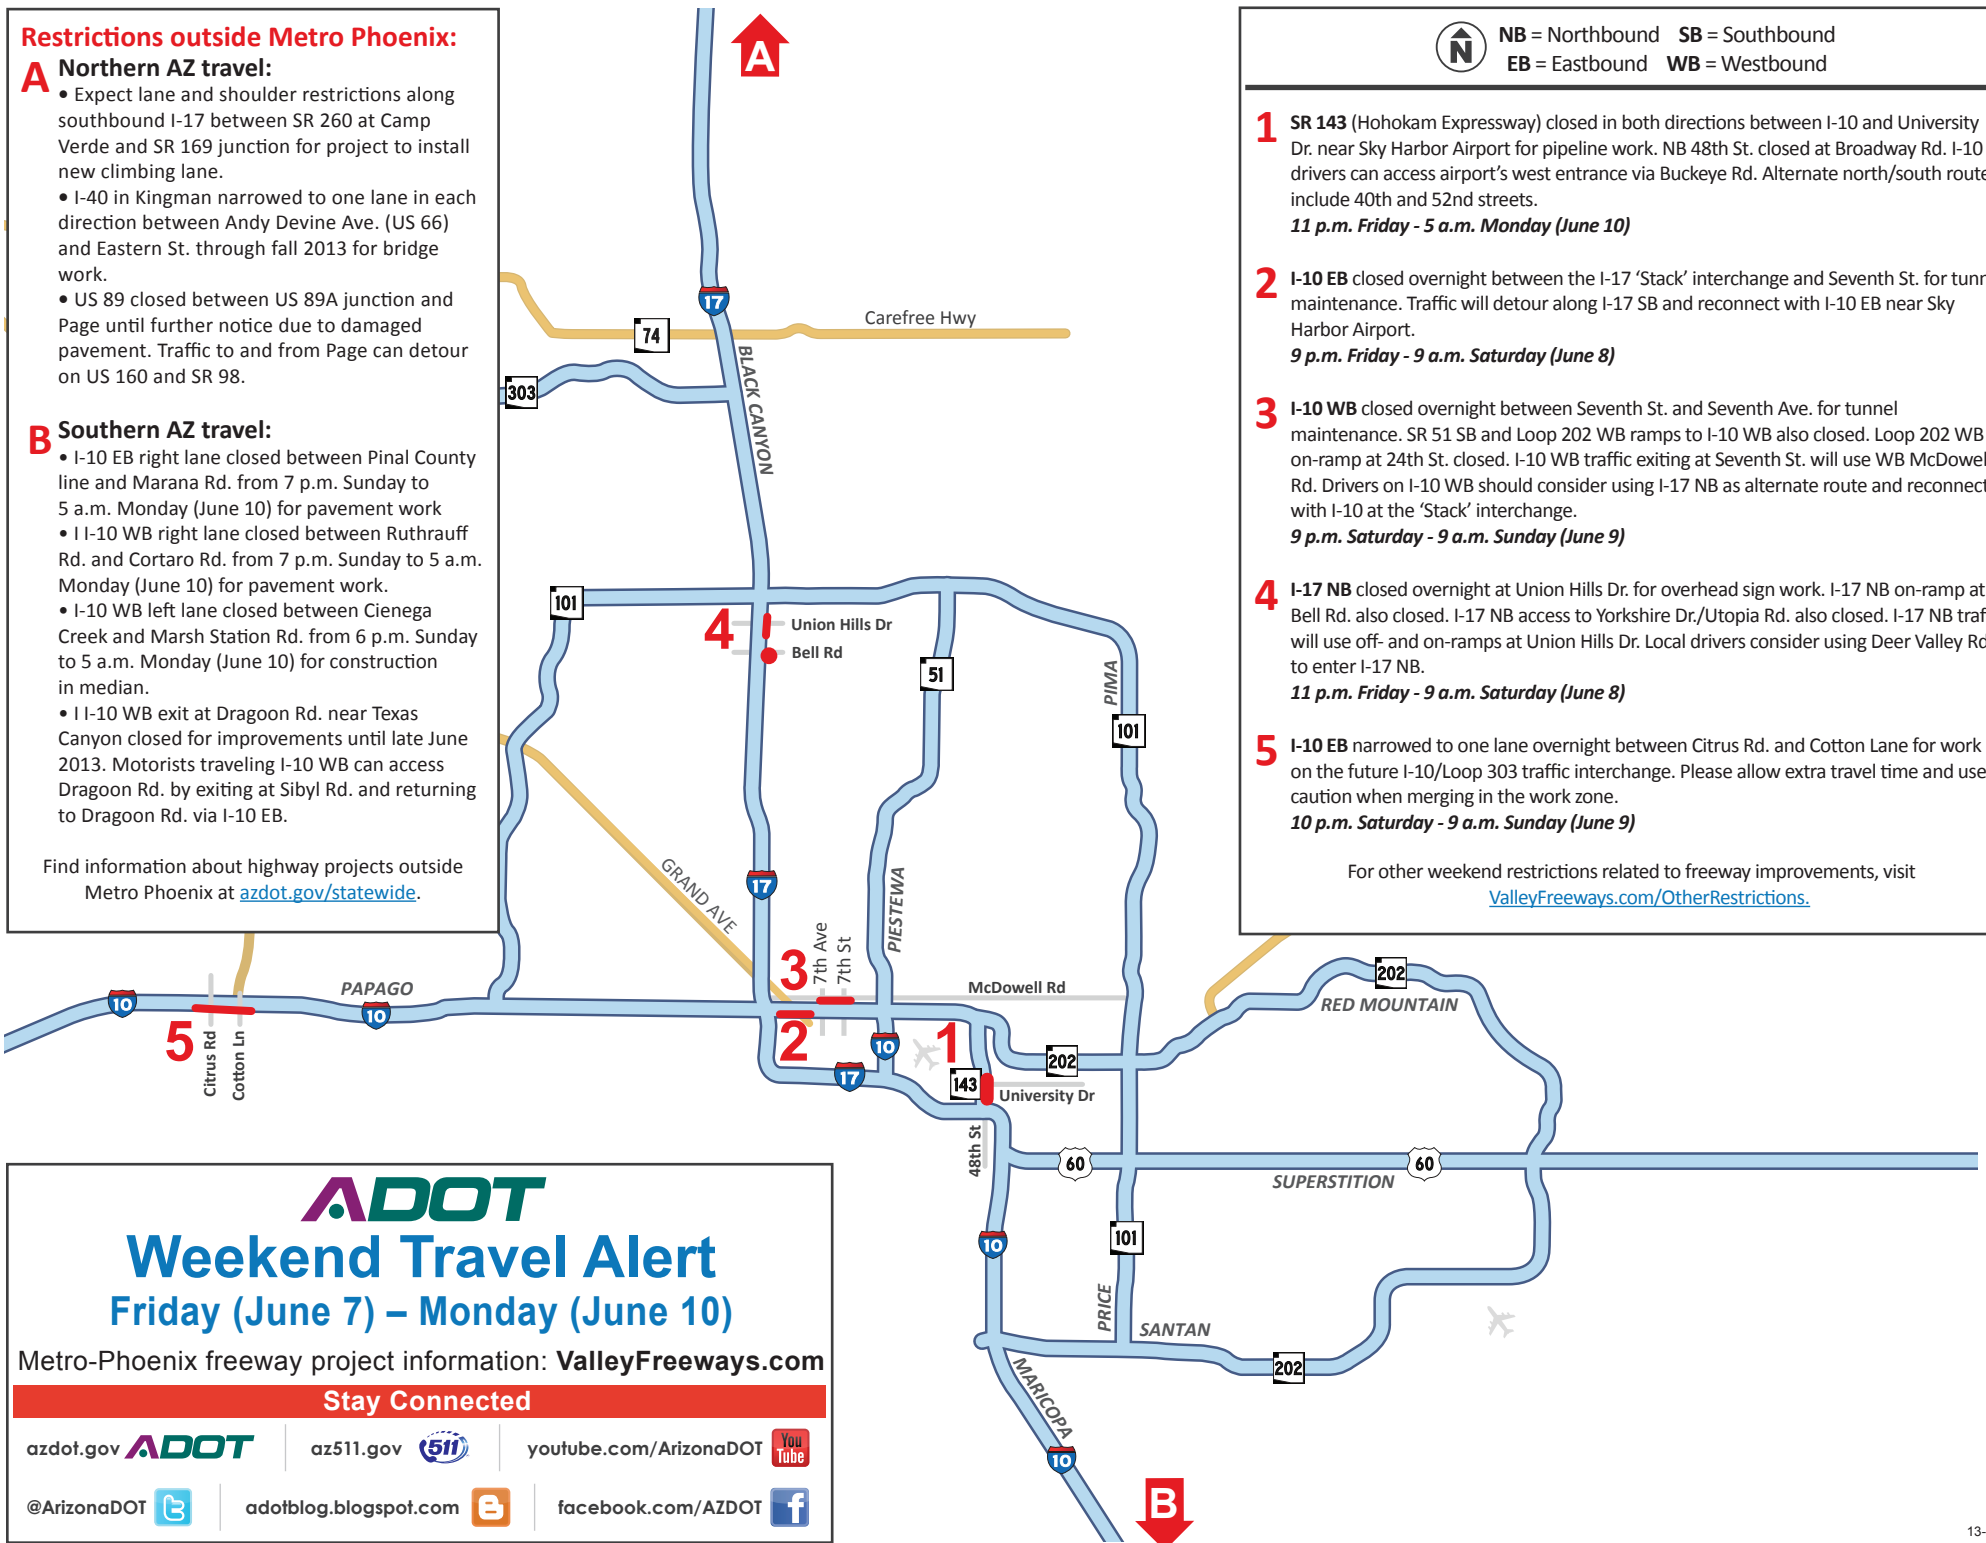 Restrictions outside Metro Phoenix:
A Northern AZ travel:
• Expect lane and shoulder restrictions along
southbound I-17 between SR 260 at Camp
Verde and SR 169 junction for project to install
new climbing lane.
• I-40 in Kingman narrowed to one lane in each
direction between Andy Devine Ave. (US 66)
and Eastern St. through fall 2013 for bridge
work.
• US 89 closed between US 89A junction and
Page until further notice due to damaged
pavement. Traffic to and from Page can detour
on US 160 and SR 98.
B Southern AZ travel:
• I-10 EB right lane closed between Pinal County
line and Marana Rd. from 7 p.m. Sunday to
5 a.m. Monday (June 10) for pavement work
• I I-10 WB right lane closed between Ruthrauff
Rd. and Cortaro Rd. from 7 p.m. Sunday to 5 a.m.
Monday (June 10) for pavement work.
• I-10 WB left lane closed between Cienega
Creek and Marsh Station Rd. from 6 p.m. Sunday
to 5 a.m. Monday (June 10) for construction
in median.
• I I-10 WB exit at Dragoon Rd. near Texas
Canyon closed for improvements until late June
2013. Motorists traveling I-10 WB can access
Dragoon Rd. by exiting at Sibyl Rd. and returning
to Dragoon Rd. via I-10 EB.
Find information about highway projects outside
Metro Phoenix at azdot.gov/statewide.
A
17
74
Carefree Hwy
303
BLACK CANYON
101
4
Union Hills Dr
Bell Rd
51
PIMA
101
GRAND AVE
17
PIESTEWA
3
7th Ave
7th St
McDowell Rd
PAPAGO
10
10
5
Citrus Rd
Cotton Ln
2
10
1
17
143
202
University Dr
48th St
202
RED MOUNTAIN
60
60
SUPERSTITION
10
101
PRICE
SANTAN
202
MARICOPA
10
B
N
NB = Northbound SB = Southbound
EB = Eastbound WB = Westbound
1 SR 143 (Hohokam Expressway) closed in both directions between I-10 and University
Dr. near Sky Harbor Airport for pipeline work. NB 48th St. closed at Broadway Rd. I-10
drivers can access airport's west entrance via Buckeye Rd. Alternate north/south route
include 40th and 52nd streets.
11 p.m. Friday - 5 a.m. Monday (June 10)
2 I-10 EB closed overnight between the I-17 'Stack' interchange and Seventh St. for tunn
maintenance. Traffic will detour along I-17 SB and reconnect with I-10 EB near Sky
Harbor Airport.
9 p.m. Friday - 9 a.m. Saturday (June 8)
3 I-10 WB closed overnight between Seventh St. and Seventh Ave. for tunnel
maintenance. SR 51 SB and Loop 202 WB ramps to I-10 WB also closed. Loop 202 WB
on-ramp at 24th St. closed. I-10 WB traffic exiting at Seventh St. will use WB McDowel
Rd. Drivers on I-10 WB should consider using I-17 NB as alternate route and reconnect
with I-10 at the 'Stack' interchange.
9 p.m. Saturday - 9 a.m. Sunday (June 9)
4 I-17 NB closed overnight at Union Hills Dr. for overhead sign work. I-17 NB on-ramp at
Bell Rd. also closed. I-17 NB access to Yorkshire Dr./Utopia Rd. also closed. I-17 NB traf
will use off- and on-ramps at Union Hills Dr. Local drivers consider using Deer Valley Rd
to enter I-17 NB.
11 p.m. Friday - 9 a.m. Saturday (June 8)
5 I-10 EB narrowed to one lane overnight between Citrus Rd. and Cotton Lane for work
on the future I-10/Loop 303 traffic interchange. Please allow extra travel time and use
caution when merging in the work zone.
10 p.m. Saturday - 9 a.m. Sunday (June 9)
For other weekend restrictions related to freeway improvements, visit
ValleyFreeways.com/OtherRestrictions.
ADOT
Weekend Travel Alert
Friday (June 7) – Monday (June 10)
Metro-Phoenix freeway project information: ValleyFreeways.com
Stay Connected
azdot.gov ADOT
az511.gov 511
youtube.com/ArizonaDOT You Tube
@ArizonaDOT
adotblog.blogspot.com
facebook.com/AZDOT
13-